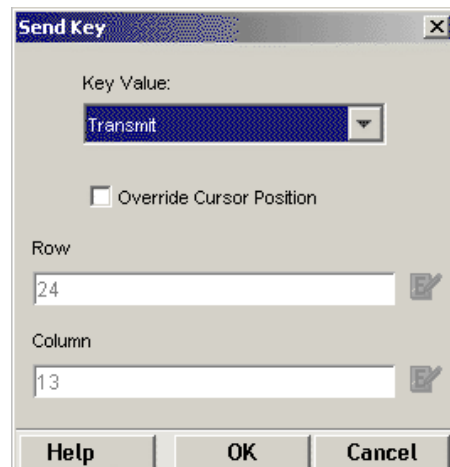 Send Key
Key Value:
Transmit
Override Cursor Position
Row
24
Column
13
Help OK Cancel